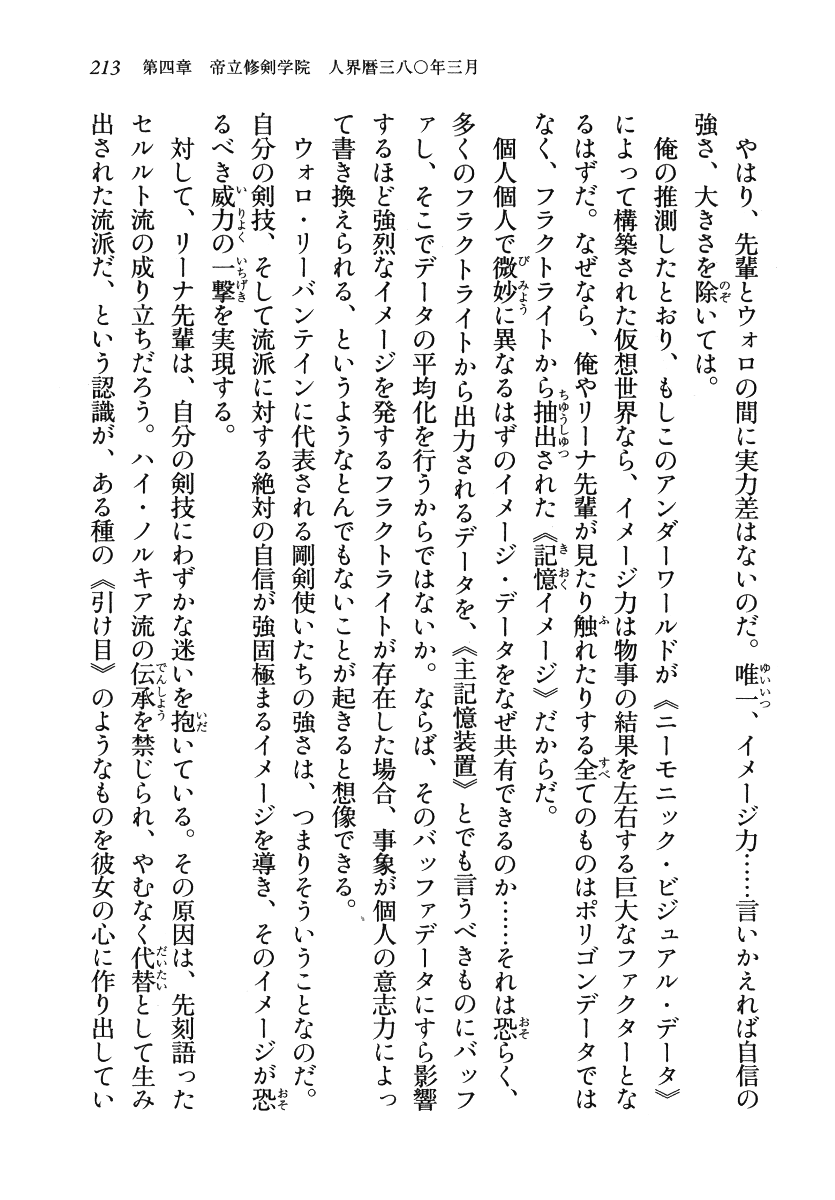 213　第四章　帝立修剣学院　人界暦三八〇年三月
　やはり、先輩とウォロの間に実力差はないのだ。唯一、イメージ力……言いかえれば自信の
強さ、大きさを除いては。
　俺の推測したとおり、もしこのアンダーワールドが《ニーモニック・ビジュアル・データ》
によって構築された仮想世界なら、イメージ力は物事の結果を左右する巨大なファクターとな
るはずだ。なぜなら、俺やリーナ先輩が見たり触れたりする全てのものはポリゴンデータでは
なく、フラクトライトから抽出された《記憶イメージ》だからだ。
　個人個人で微妙に異なるはずのイメージ・データをなぜ共有できるのか……それは恐らく、
多くのフラクトライトから出力されるデータを、《主記憶装置》とでも言うべきものにバッフ
ァし、そこでデータの平均化を行うからではないか。ならば、そのバッファデータにすら影響
するほど強烈なイメージを発するフラクトライトが存在した場合、事象が個人の意志力によっ
て書き換えられる、というようなとんでもないことが起きると想像できる。
　ウォロ・リーバンテインに代表される剛剣使いたちの強さは、つまりそういうことなのだ。
自分の剣技、そして流派に対する絶対の自信が強固極まるイメージを導き、そのイメージが恐
るべき威力の一撃を実現する。
　対して、リーナ先輩は、自分の剣技にわずかな迷いを抱いている。その原因は、先刻語った
セルルト流の成り立ちだろう。ハイ・ノルキア流の伝承を禁じられ、やむなく代替として生み
出された流派だ、という認識が、ある種の《引け目》のようなものを彼女の心に作り出してい